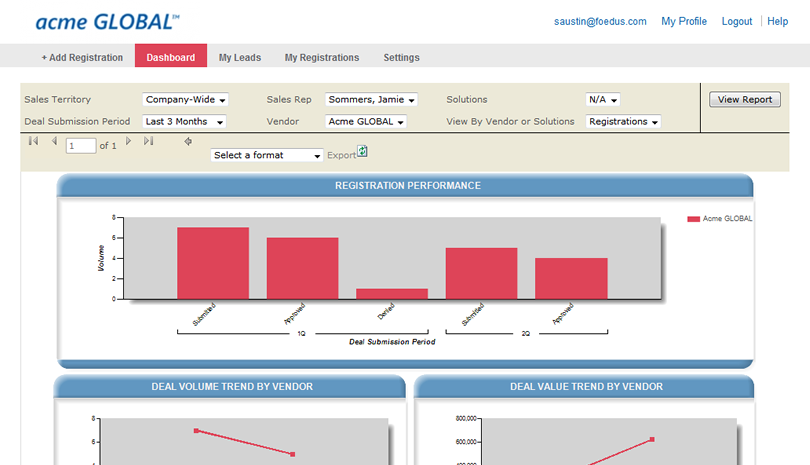 acme GLOBAL™
saustin@foedus.com My Profile Logout | Help
+ Add Registration Dashboard My Leads My Registrations Settings
Sales Territory Company-Wide Sales Rep Sommers, Jamie Solutions N/A View Report
Deal Submission Period Last 3 Months Vendor Acme GLOBAL View By Vendor or Solutions Registrations
1 of 1
Select a format Export
REGISTRATION PERFORMANCE
Acme GLOBAL
8
6
4
2
0
Volume
Submitted Approved Denied Submitted Approved
1Q 2Q
Deal Submission Period
DEAL VOLUME TREND BY VENDOR DEAL VALUE TREND BY VENDOR
8 800,000
6 600,000
4 400,000